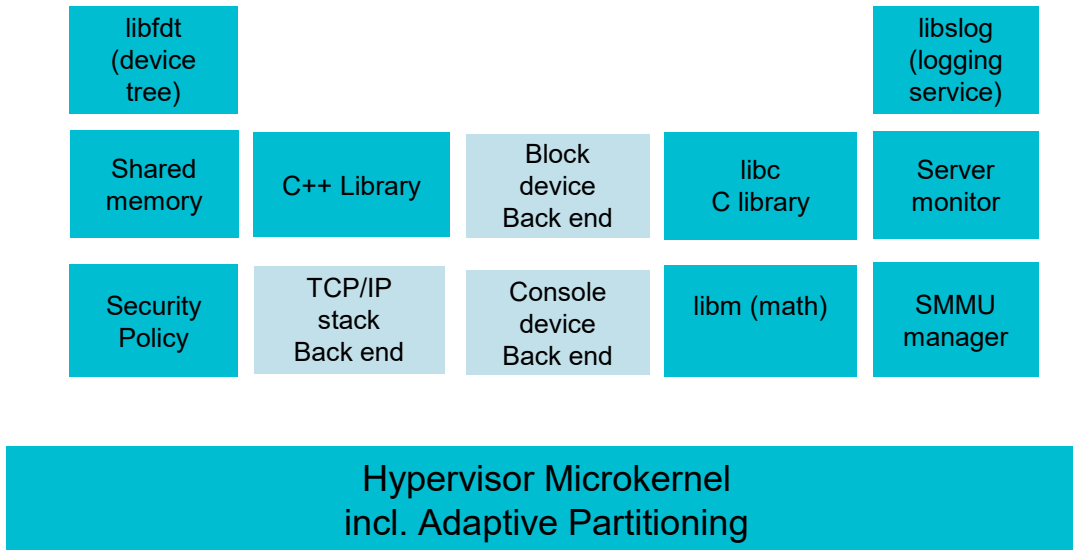 libfdt
(device
tree)
libslog
(logging
service)
Shared
memory
C++ Library
Block
device
Back end
libc
C library
Server
monitor
Security
Policy
TCP/IP
stack
Back end
Console
device
Back end
libm (math)
SMMU
manager
Hypervisor Microkernel
incl. Adaptive Partitioning